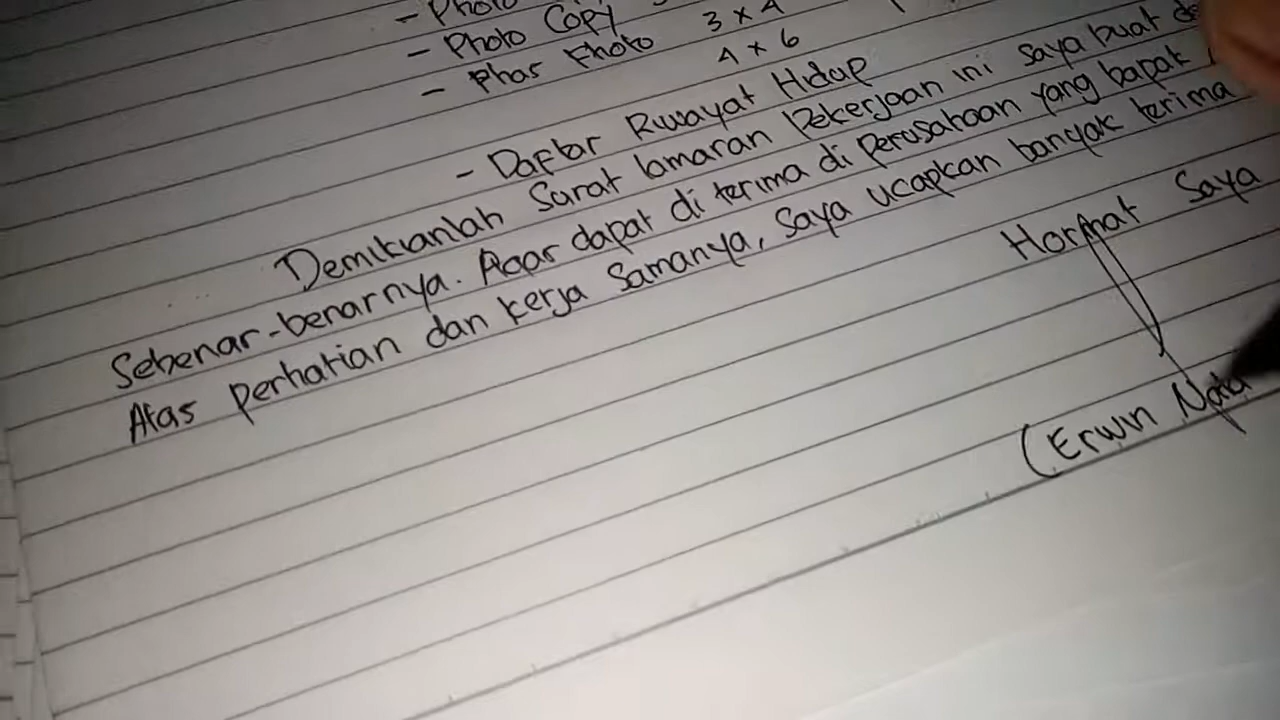 - Photo
- Photo Copy
- Phas Photo 3 x 4
4 x 6
- Daftar Riwayat Hidup
Demikianlah Surat lamaran Pekerjaan ini saya buat
Sebenar-benarnya. Agar dapat di terima di perusahaan yang bapak
Atas perhatian dan kerja Samanya, Saya ucapkan banyak terima
Hormat Saya
(Erwin Nata